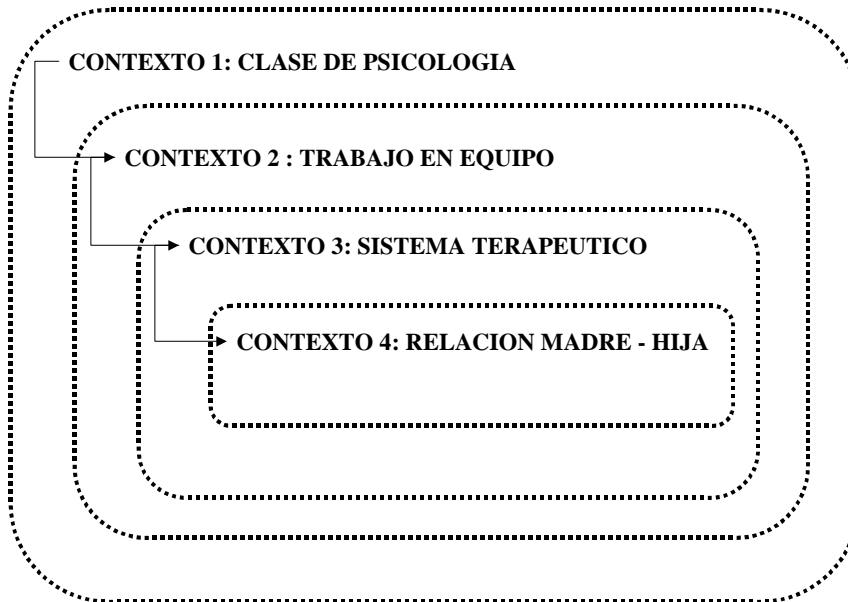 CONTEXTO 1: CLASE DE PSICOLOGIA
CONTEXTO 2 : TRABAJO EN EQUIPO
CONTEXTO 3: SISTEMA TERAPEUTICO
CONTEXTO 4: RELACION MADRE - HIJA